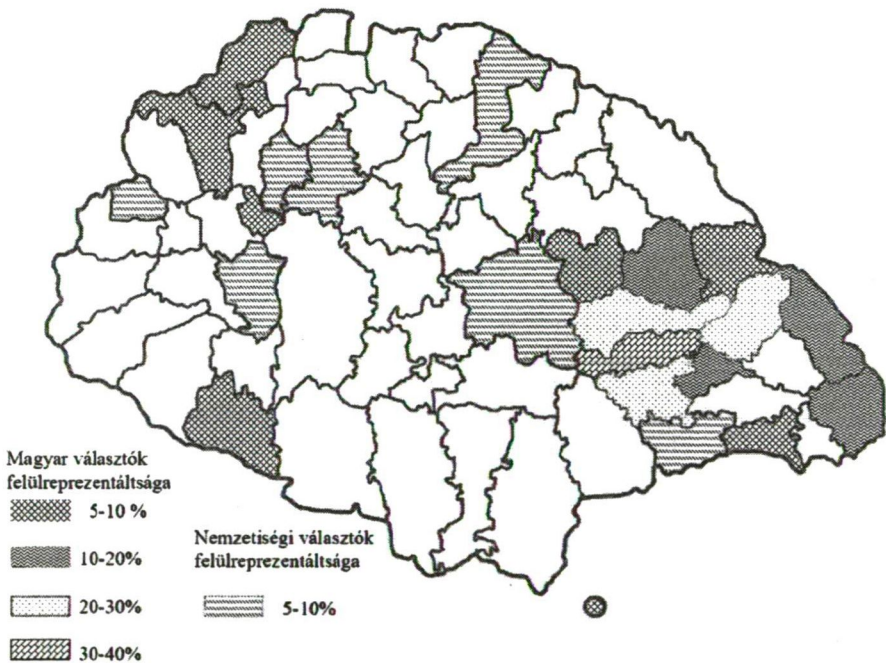 Magyar választók
felülreprezentáltsága
5-10 %
10-20%
20-30%
30-40%
Nemzetiségi választók
felülreprezentáltsága
5-10%